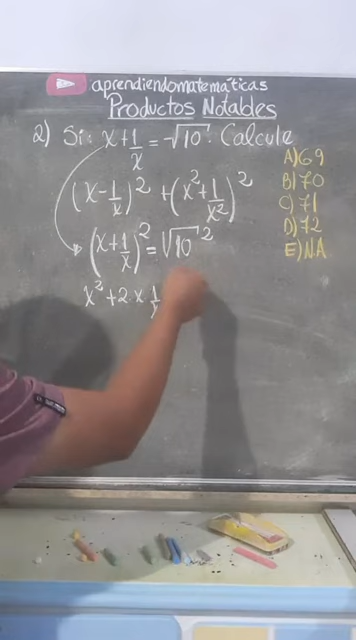 aprendiendomatemáticas
Productos Notables
2) Si: x + 1/x = √10. Calcule
(x - 1/x)² + (x² + 1/x²)²
A) 69
B) 70
C) 71
D) 72
E) NA
(x + 1/x)² = √10²
x² + 2·x 1/x